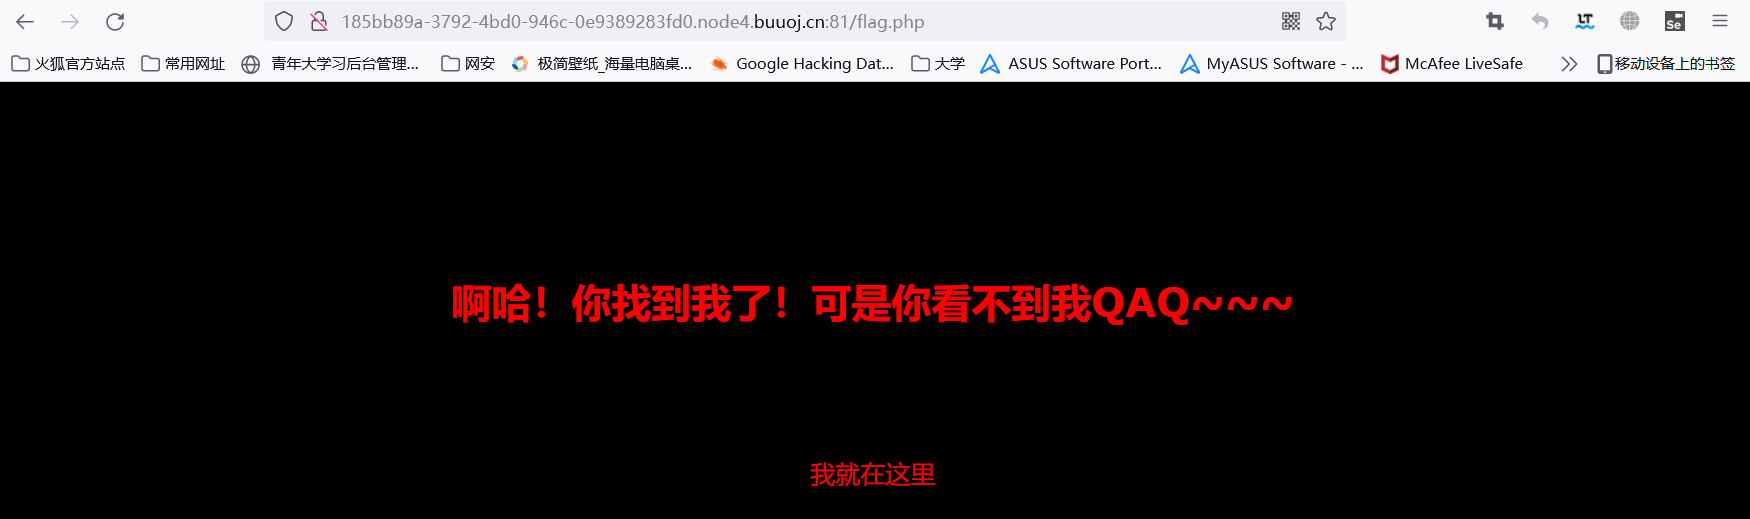 185bb89a-3792-4bd0-946c-0e9389283fd0.node4.buuoj.cn:81/flag.php
火狐官方站点 常用网址 青年大学习后台管理... 网安 极简壁纸_海量电脑桌... Google Hacking Dat... 大学 ASUS Software Port... MyASUS Software - ... McAfee LiveSafe 移动设备上的书签
啊哈！你找到我了！可是你看不到我QAQ~~~
我就在这里